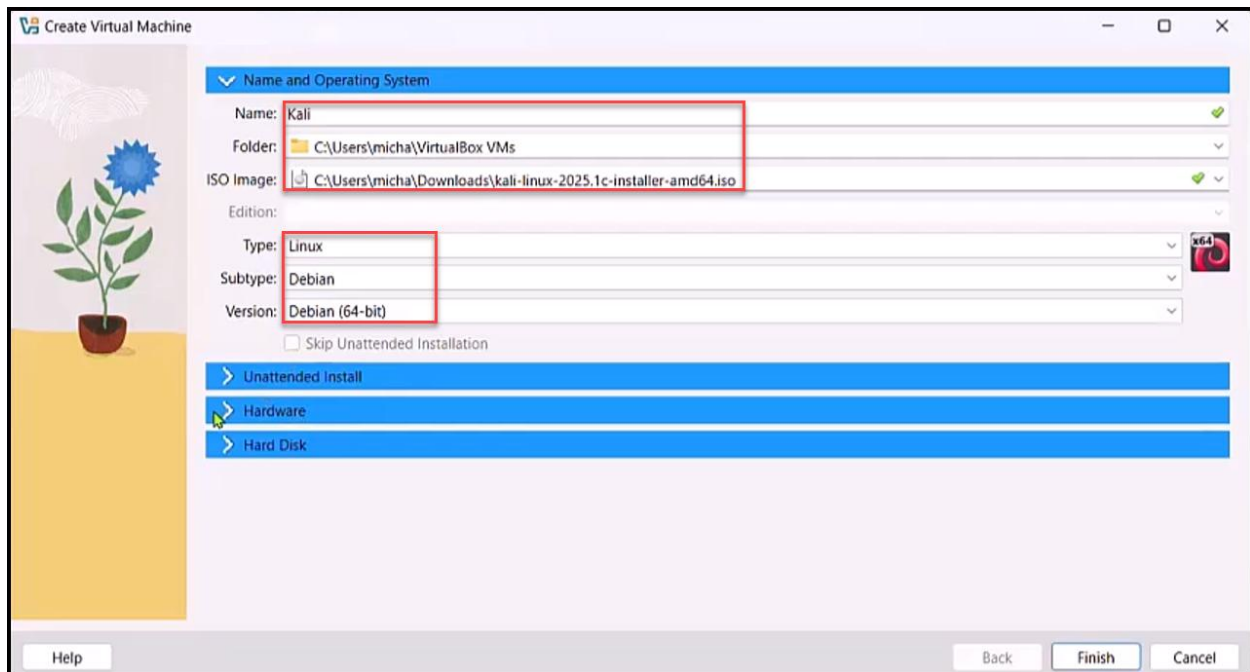 Create Virtual Machine
Name and Operating System
Name: Kali
Folder: C:\Users\micha\VirtualBox VMs
ISO Image: C:\Users\micha\Downloads\kali-linux-2025.1c-installer-amd64.iso
Edition:
Type: Linux
x64
Subtype: Debian
Version: Debian (64-bit)
Skip Unattended Installation
Unattended Install
Hardware
Hard Disk
Help Back Finish Cancel